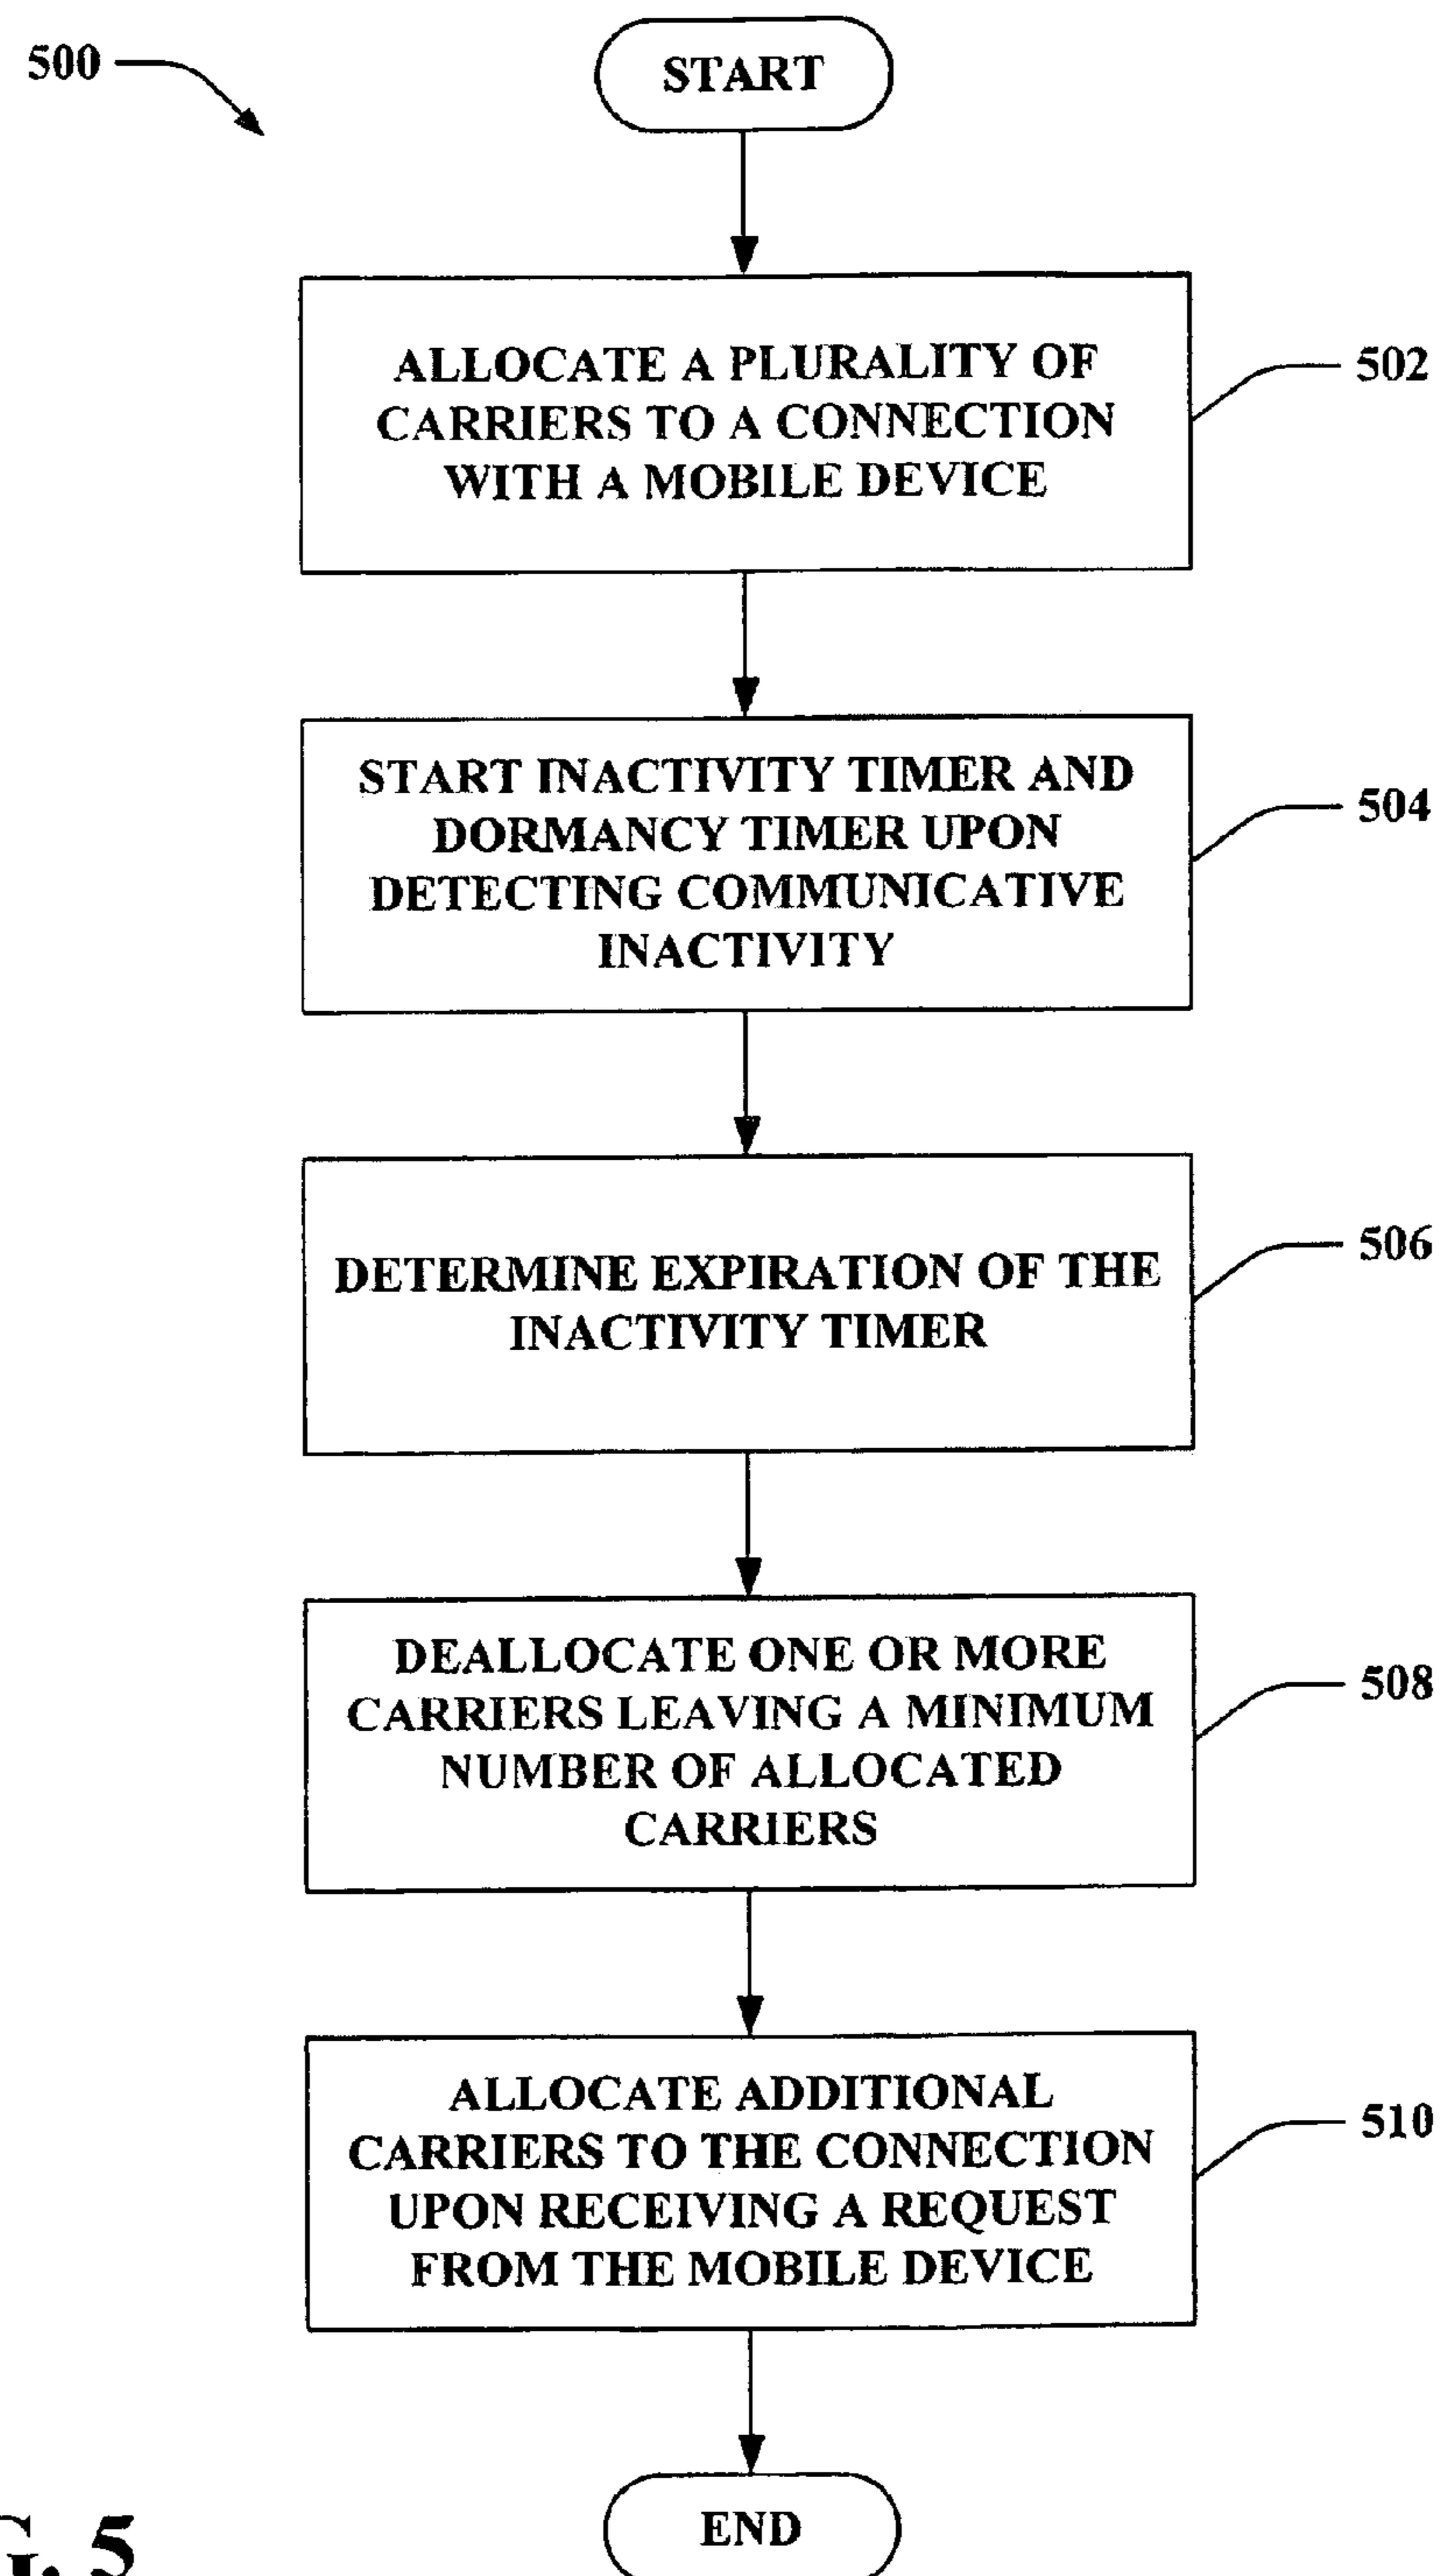 500
START
ALLOCATE A PLURALITY OF
CARRIERS TO A CONNECTION
WITH A MOBILE DEVICE
502
START INACTIVITY TIMER AND
DORMANCY TIMER UPON
DETECTING COMMUNICATIVE
INACTIVITY
504
DETERMINE EXPIRATION OF THE
INACTIVITY TIMER
506
DEALLOCATE ONE OR MORE
CARRIERS LEAVING A MINIMUM
NUMBER OF ALLOCATED
CARRIERS
508
ALLOCATE ADDITIONAL
CARRIERS TO THE CONNECTION
UPON RECEIVING A REQUEST
FROM THE MOBILE DEVICE
510
END
5